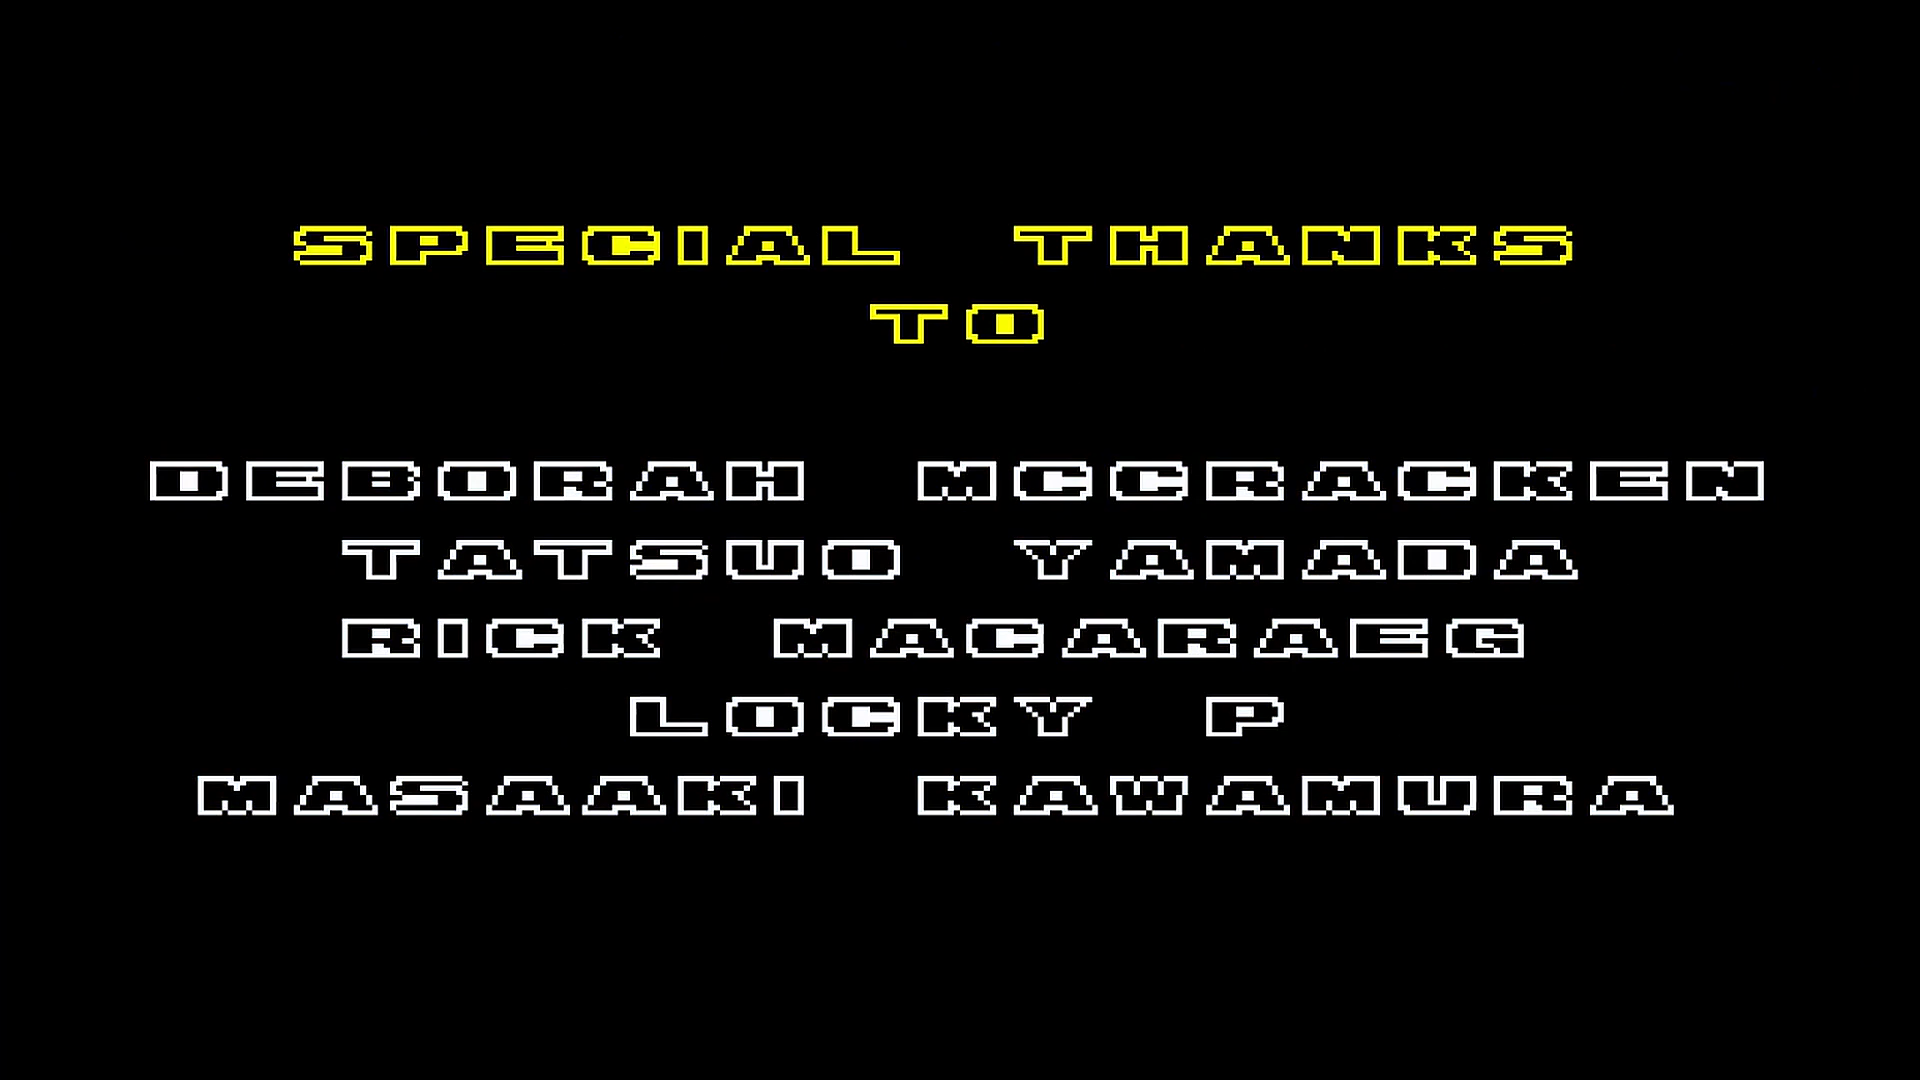 SPECIAL THANKS
TO
DEBORAH MCCRACKEN
TATSUO YAMADA
RICK MACARAEG
LOCKY P
MASAAKI KAWAMURA